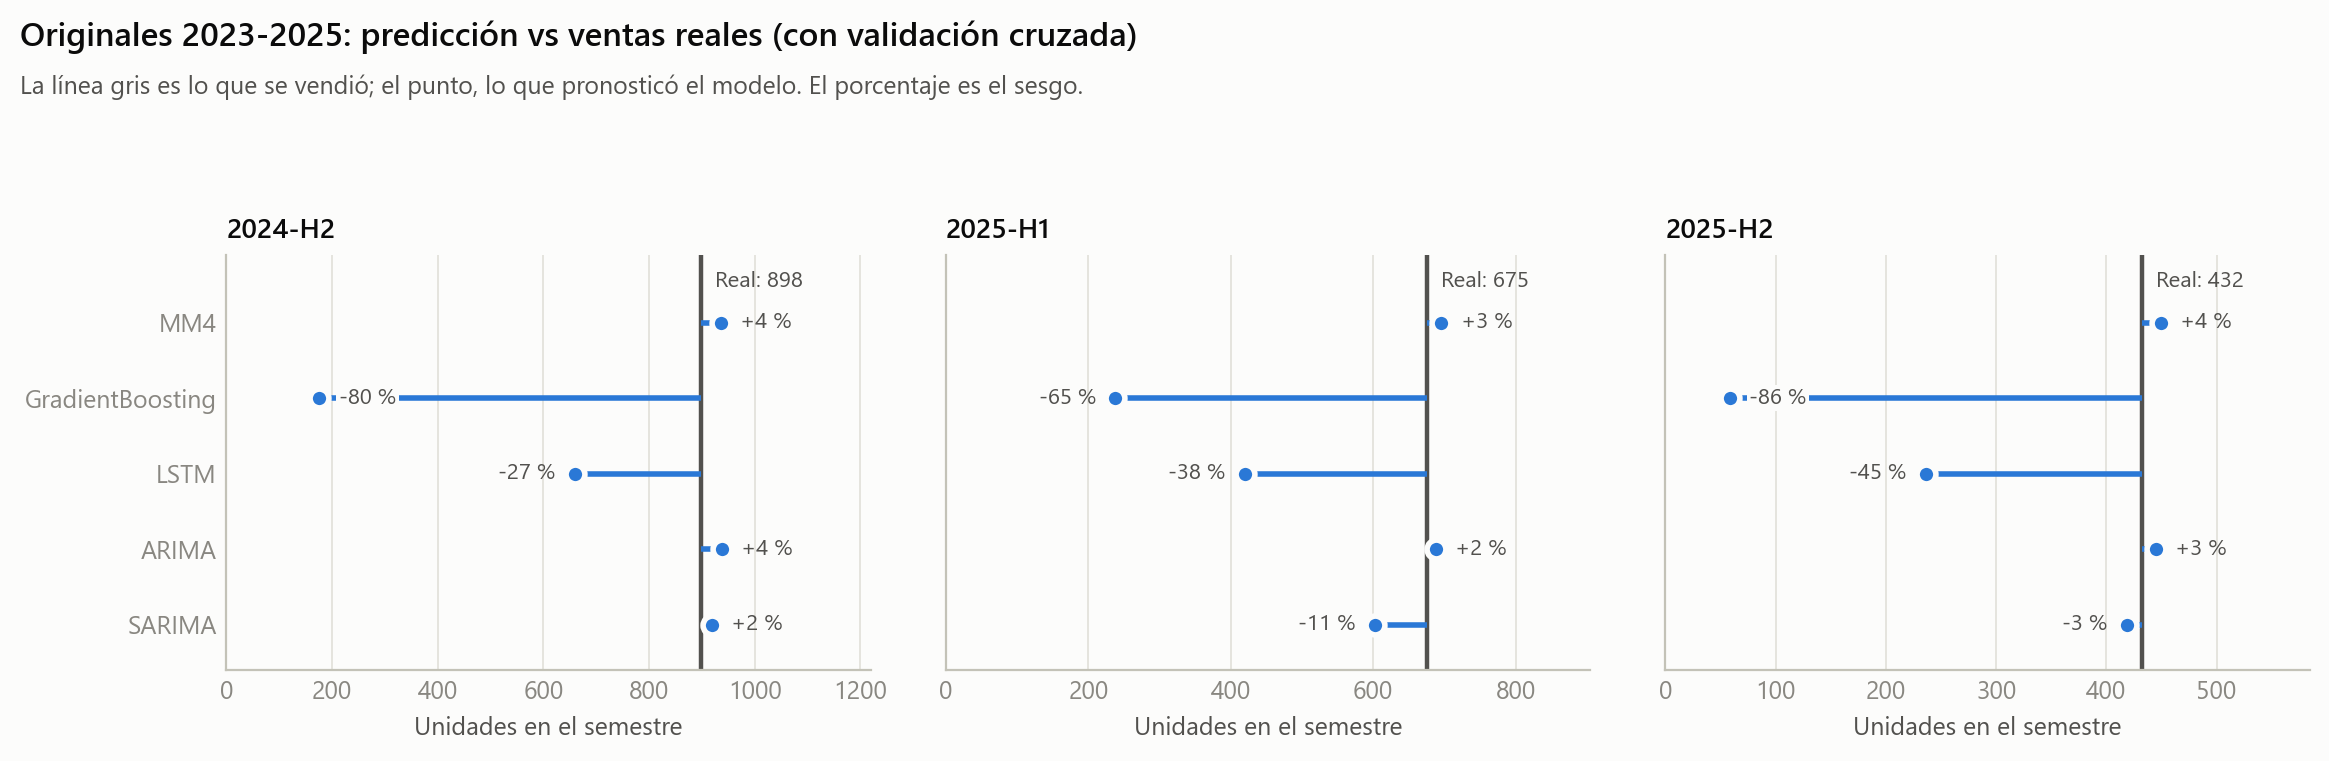 Originales 2023-2025: predicción vs ventas reales (con validación cruzada)
La línea gris es lo que se vendió; el punto, lo que pronosticó el modelo. El porcentaje es el sesgo.
2024-H2
Real: 898
MM4
+4 %
GradientBoosting
-80 %
LSTM
-27 %
ARIMA
+4 %
SARIMA
+2 %
0 200 400 600 800 1000 1200
Unidades en el semestre
2025-H1
Real: 675
+3 %
-65 %
-38 %
+2 %
-11 %
0 200 400 600 800
Unidades en el semestre
2025-H2
Real: 432
+4 %
-86 %
-45 %
+3 %
-3 %
0 100 200 300 400 500
Unidades en el semestre